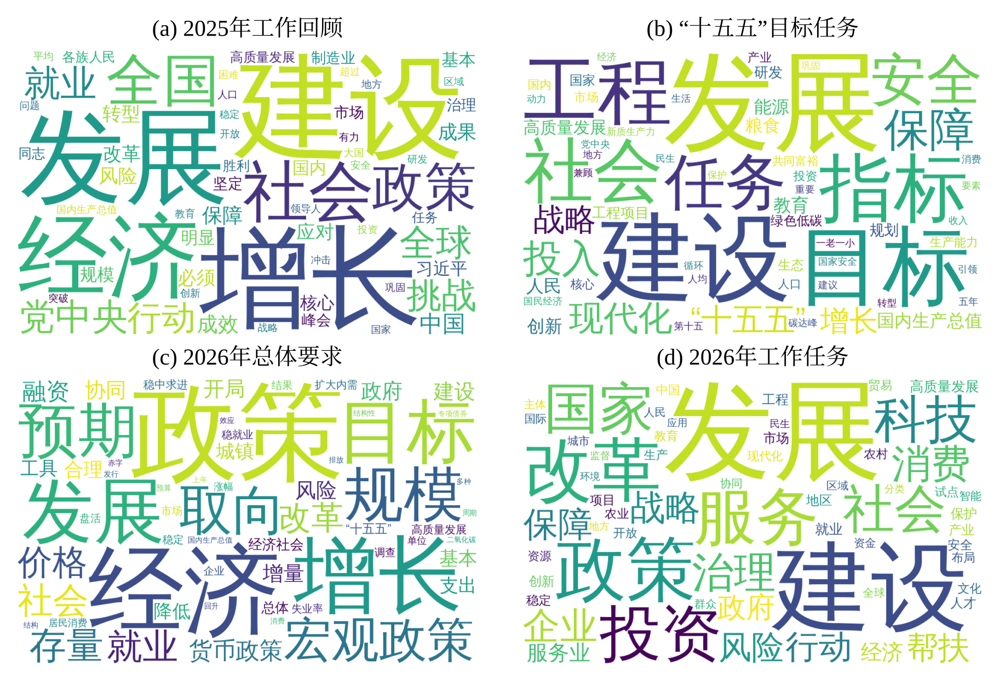 (a) 2025年工作回顾
平均 各族人民 高质量发展 制造业 基本
就业 全国 困难 建设 超过 地方 区域
问题 转型 人口 稳定 市场 治理
发展 开放 有力 成果
同志 改革 大国 研发
风险 胜利 国内 安全
坚定 社会 政策
国内生产总值 教育 保障 领导人 任务
经济 明显 增长 应对 投资 全球
规模 必须 冲击 习近平
突破 创新 核心 巩固 挑战
党中央 行动 成效 战略 峰会 国家 中国
(b) “十五五”目标任务
经济 产业 巩固
工程 国家 发展 研发 安全
国内 市场 动力 生活 能源
高质量发展 新质生产力 粮食 保障
党中央 地方 民生 共同富裕 消费
社会 兼顾 任务 保护 投资 指标 要素
重要 教育
战略 工程项目 绿色低碳 收入
建设 目标 规划 一老一小 生产能力
投入 循环 生态 国家安全 引领
人民 核心 人均 人口 建议
国民经济 转型 五年
创新 现代化 第十五 “十五五” 碳达峰 增长 国内生产总值
(c) 2026年总体要求
融资 协同 稳中求进 开局 结果 扩大内需 政府 建设
预期 政策 效应 稳就业 目标 结构性 专项债券
城镇 排放
工具 合理 赤字 发行
发展 预算 上年 涨幅 风险 规模 多种
盘活 市场 取向 改革 周期
稳定 国内生产总值 “十五五” 高质量发展
经济社会 单位 二氧化碳
价格 经济 企业 增量 增长 调查 基本
支出
社会 降低 回升 总体 失业率
结构 居民消费 消费
存量 就业 货币政策 宏观政策
(d) 2026年工作任务
国家 中国 发展 贸易 高质量发展
主体 人民 工程 科技
国际 应用 民生
城市 教育 市场
改革 监督 生产 现代化 农村 消费
环境 协同 区域 分类 试点 智能
项目 战略 服务 地区 社会
保障 农业 保护
地方 开放 就业 产业
资源 政策 资金 安全
治理 建设 布局
创新 全球 文化
稳定 群众 政府 人才
企业 投资
服务业 风险 行动 经济 帮扶